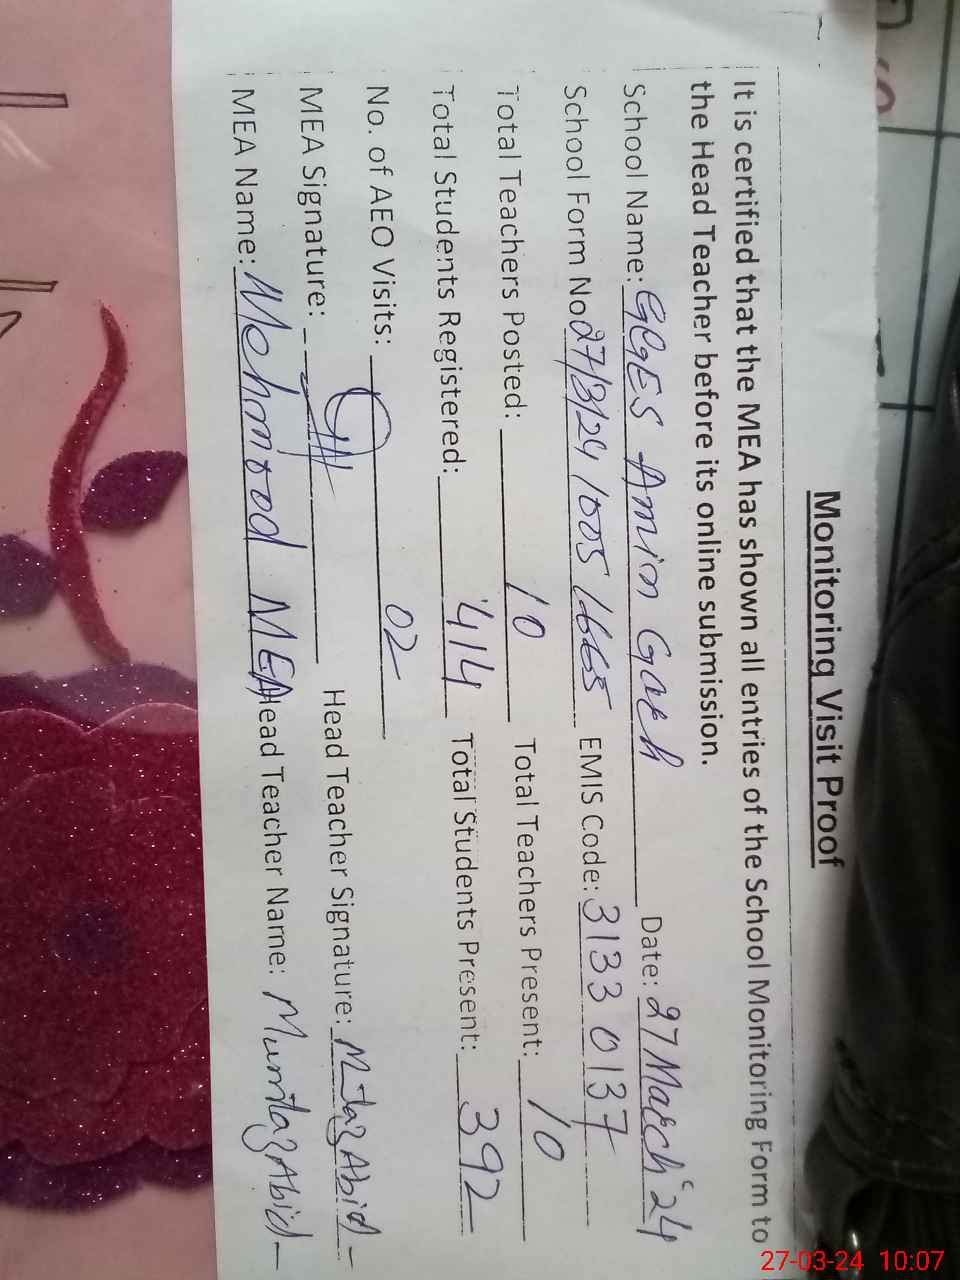 Monitoring Visit Proof
It is certified that the MEA has shown all entries of the School Monitoring Form to
the Head Teacher before its online submission.
School Name: GGES Amin Garh Date: 27 March '24
School Form No 27/3/24/1005/665 EMIS Code: 31330137
Total Teachers Posted: 10 Total Teachers Present: 10
Total Students Registered: 414 Total Students Present: 392
No. of AEO Visits: 02
MEA Signature: Head Teacher Signature: M_taz Abid
MEA Name: Mehmood MEA Head Teacher Name: Mumtaz Abid
27-03-24 10:07